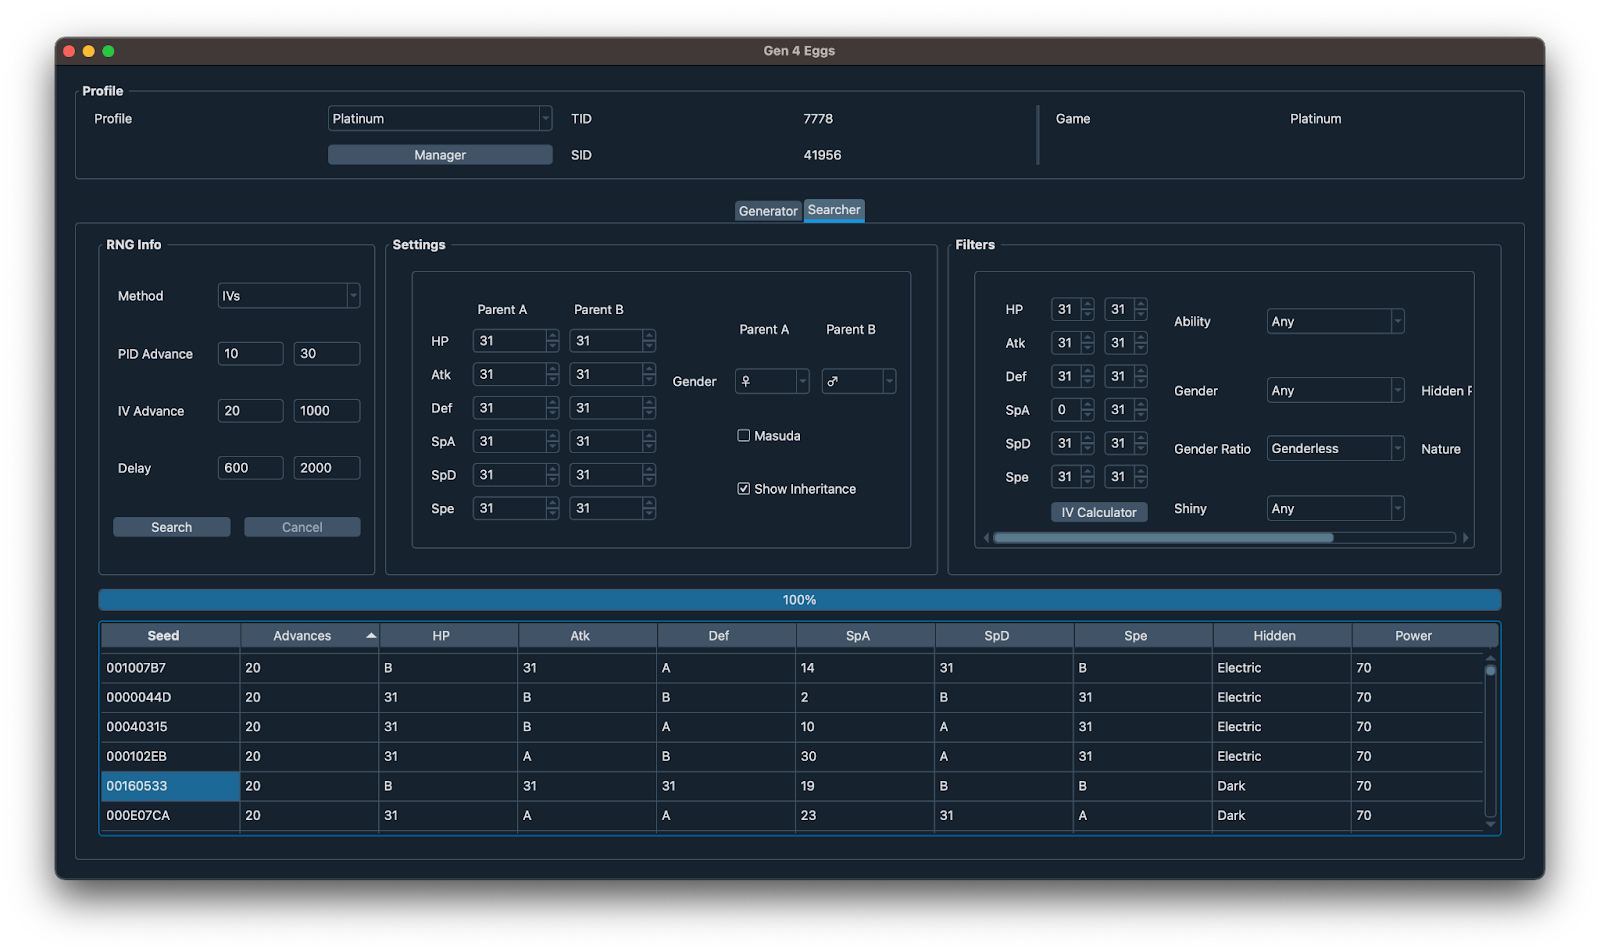 Gen 4 Eggs
Profile
Profile Platinum TID 7778 Game Platinum
Manager SID 41956
Generator Searcher
RNG Info
Method IVs
PID Advance 10 30
IV Advance 20 1000
Delay 600 2000
Search Cancel
Settings
Parent A Parent B
HP 31 31
Atk 31 31
Def 31 31
SpA 31 31
SpD 31 31
Spe 31 31
Parent A Parent B
Gender ♀ ♂
Masuda
Show Inheritance
Filters
HP 31 31
Atk 31 31
Def 31 31
SpA 0 31
SpD 31 31
Spe 31 31
IV Calculator
Ability Any
Gender Any Hidden P
Gender Ratio Genderless Nature
Shiny Any
100%
Seed Advances HP Atk Def SpA SpD Spe Hidden Power
001007B7 20 B 31 A 14 31 B Electric 70
0000044D 20 31 B B 2 B 31 Electric 70
00040315 20 31 B A 10 A 31 Electric 70
000102EB 20 31 A B 30 A 31 Electric 70
00160533 20 B 31 31 19 B B Dark 70
000E07CA 20 31 A A 23 31 A Dark 70